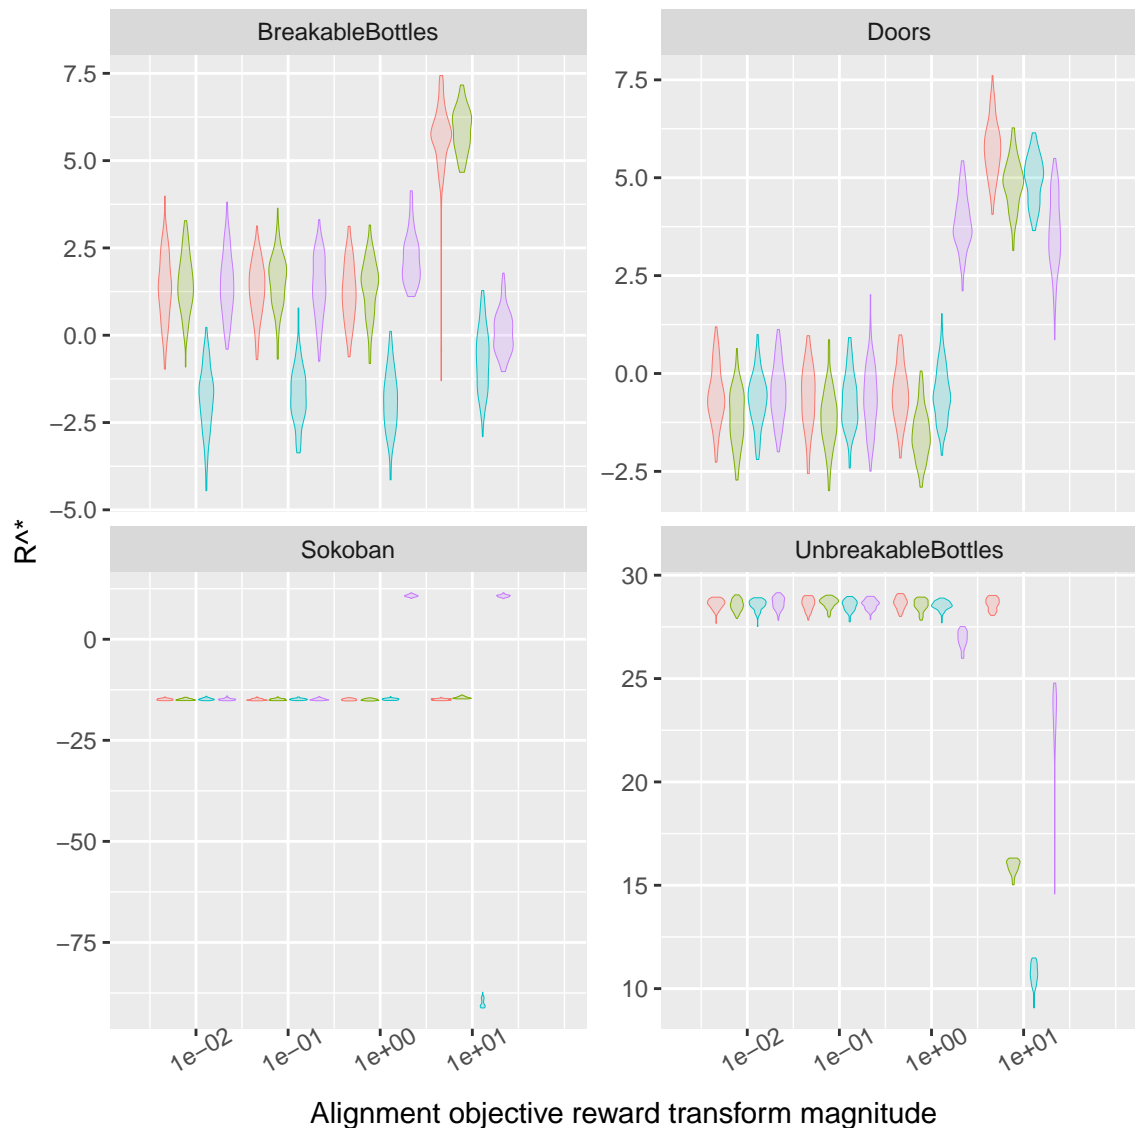 BreakableBottles
Doors
7.5
5.0
2.5
0.0
−2.5
−5.0
7.5
5.0
2.5
0.0
−2.5
R^*
Sokoban
UnbreakableBottles
0
−25
−50
−75
30
25
20
15
10
1e−02
1e−01
1e+00
1e+01
1e−02
1e−01
1e+00
1e+01
Alignment objective reward transform magnitude